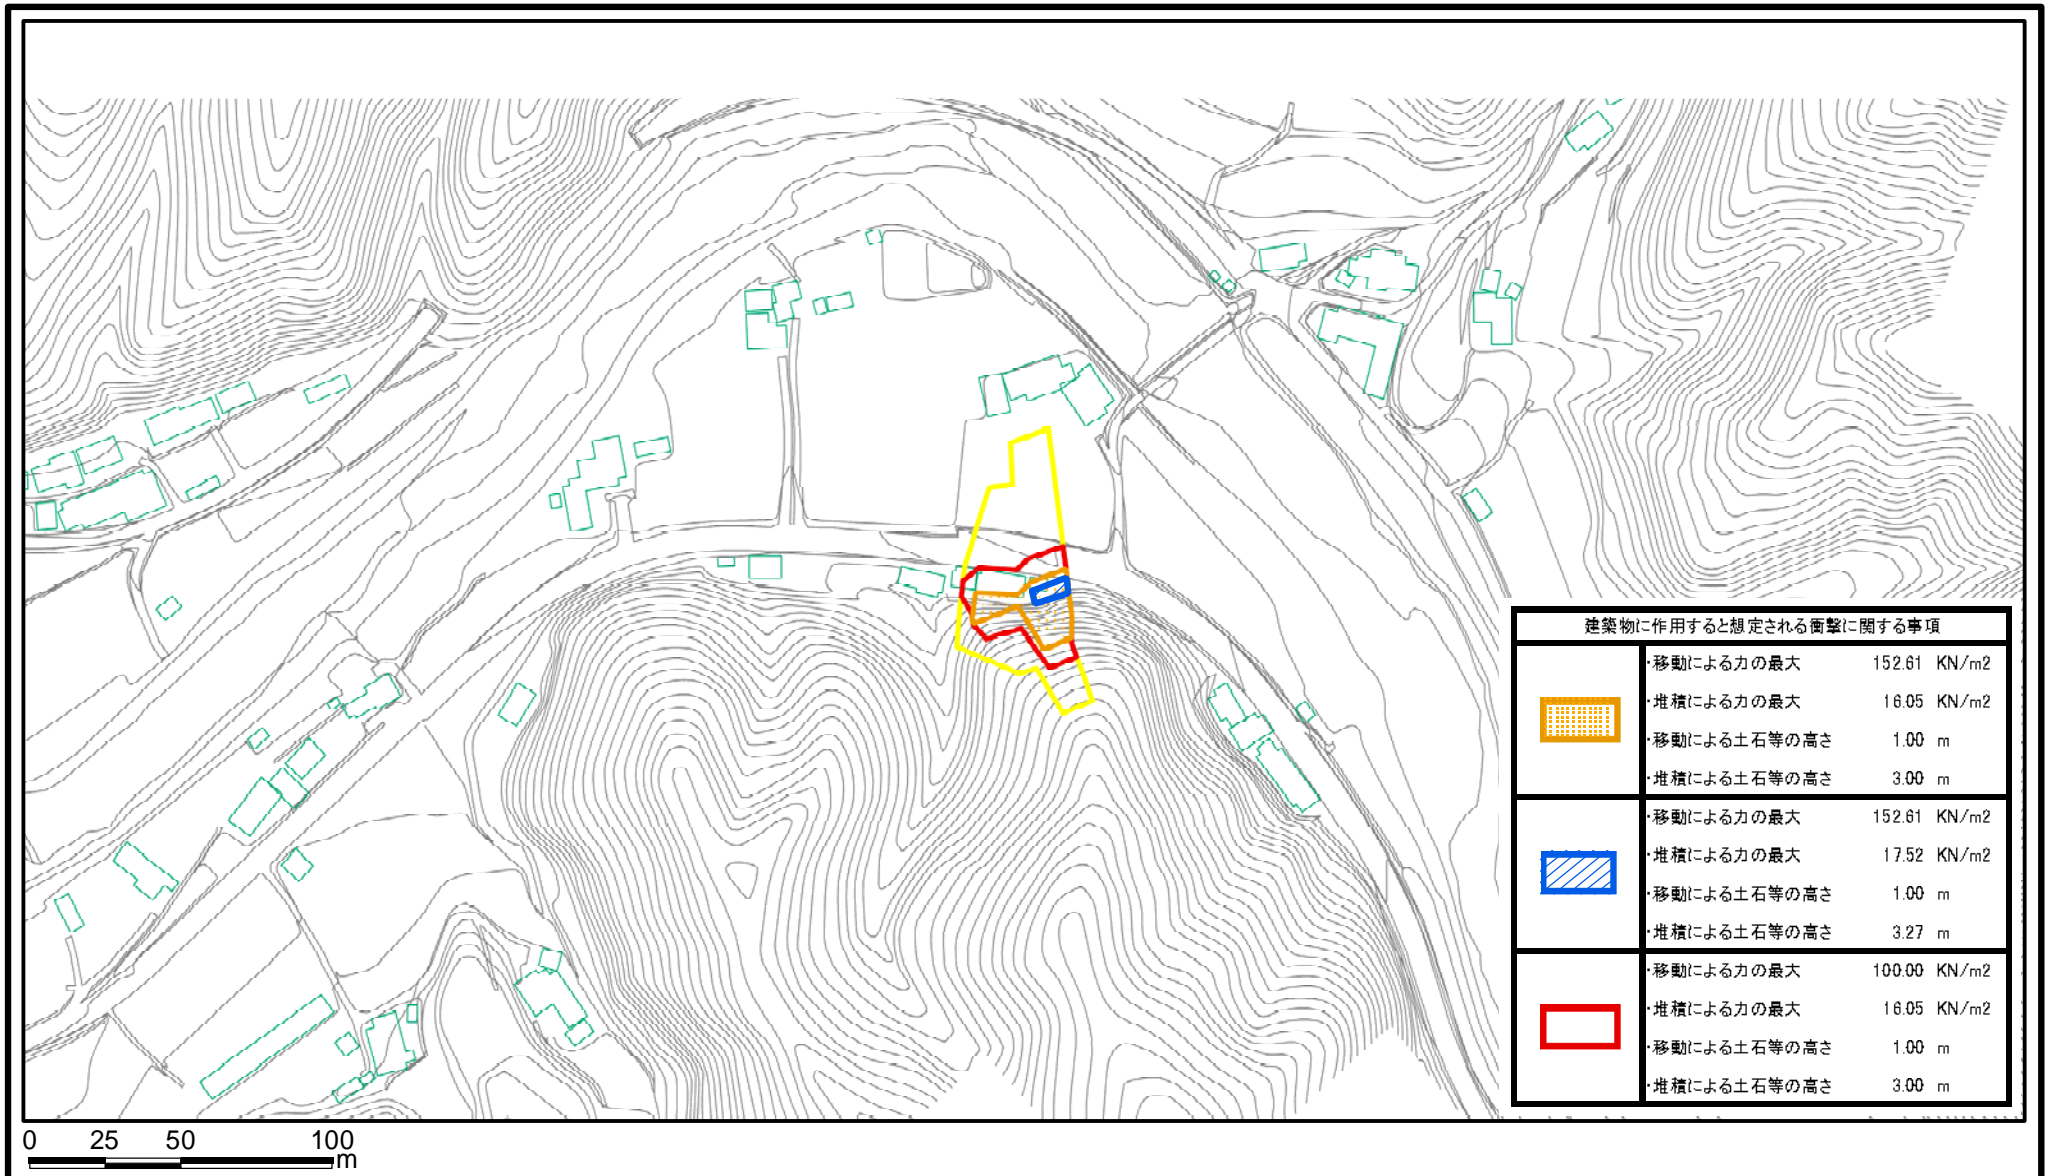 建築物に作用すると想定される衝撃に関する事項
・移動による力の最大 152.61 KN/m2
・堆積による力の最大 16.05 KN/m2
・移動による土石等の高さ 1.00 m
・堆積による土石等の高さ 3.00 m
・移動による力の最大 152.61 KN/m2
・堆積による力の最大 17.52 KN/m2
・移動による土石等の高さ 1.00 m
・堆積による土石等の高さ 3.27 m
・移動による力の最大 100.00 KN/m2
・堆積による力の最大 16.05 KN/m2
・移動による土石等の高さ 1.00 m
・堆積による土石等の高さ 3.00 m
0 25 50 100
m